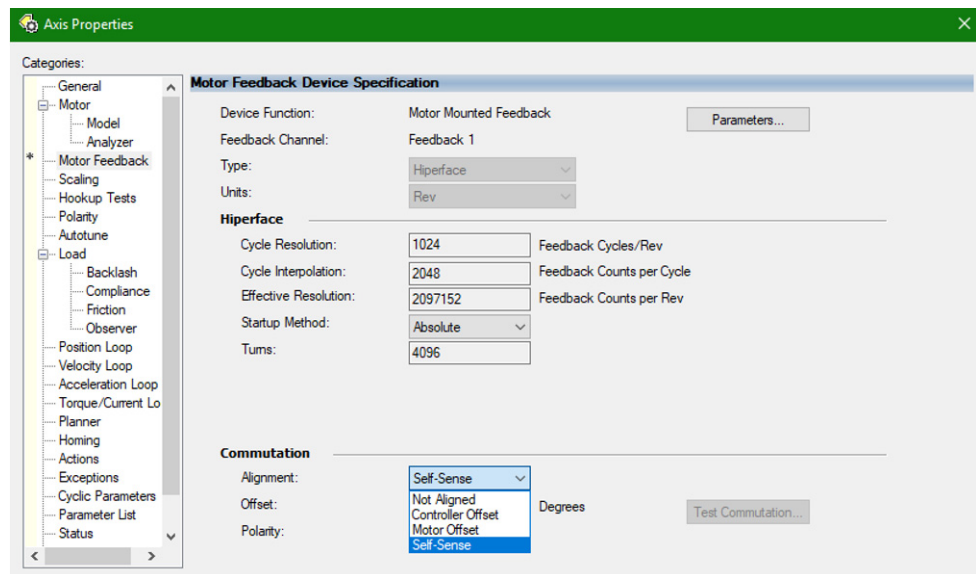 Axis Properties
Categories:
General
Motor
Model
Analyzer
* Motor Feedback
Scaling
Hookup Tests
Polarity
Autotune
Load
Backlash
Compliance
Friction
Observer
Position Loop
Velocity Loop
Acceleration Loop
Torque/Current Lo
Planner
Homing
Actions
Exceptions
Cyclic Parameters
Parameter List
Status
Motor Feedback Device Specification
Device Function: Motor Mounted Feedback Parameters...
Feedback Channel: Feedback 1
Type: Hiperface
Units: Rev
Hiperface
Cycle Resolution: 1024 Feedback Cycles/Rev
Cycle Interpolation: 2048 Feedback Counts per Cycle
Effective Resolution: 2097152 Feedback Counts per Rev
Startup Method: Absolute
Turns: 4096
Commutation
Alignment: Self-Sense
Not Aligned
Offset: Controller Offset Degrees Test Commutation...
Polarity: Motor Offset
Self-Sense